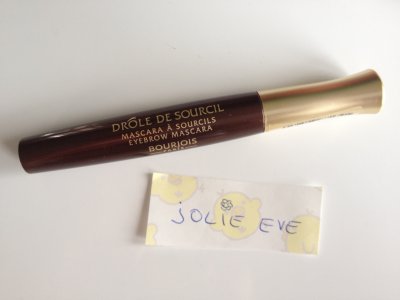 DRÔLE DE SOURCIL
MASCARA À SOURCILS
EYEBROW MASCARA
BOURJOIS
JOLIE EVE